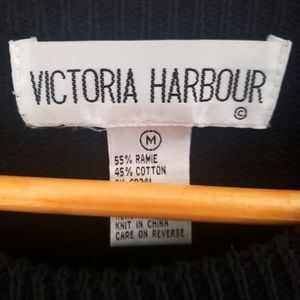 VICTORIA HARBOUR
©
M
55% RAMIE
45% COTTON
KNIT IN CHINA
CARE ON REVERSE